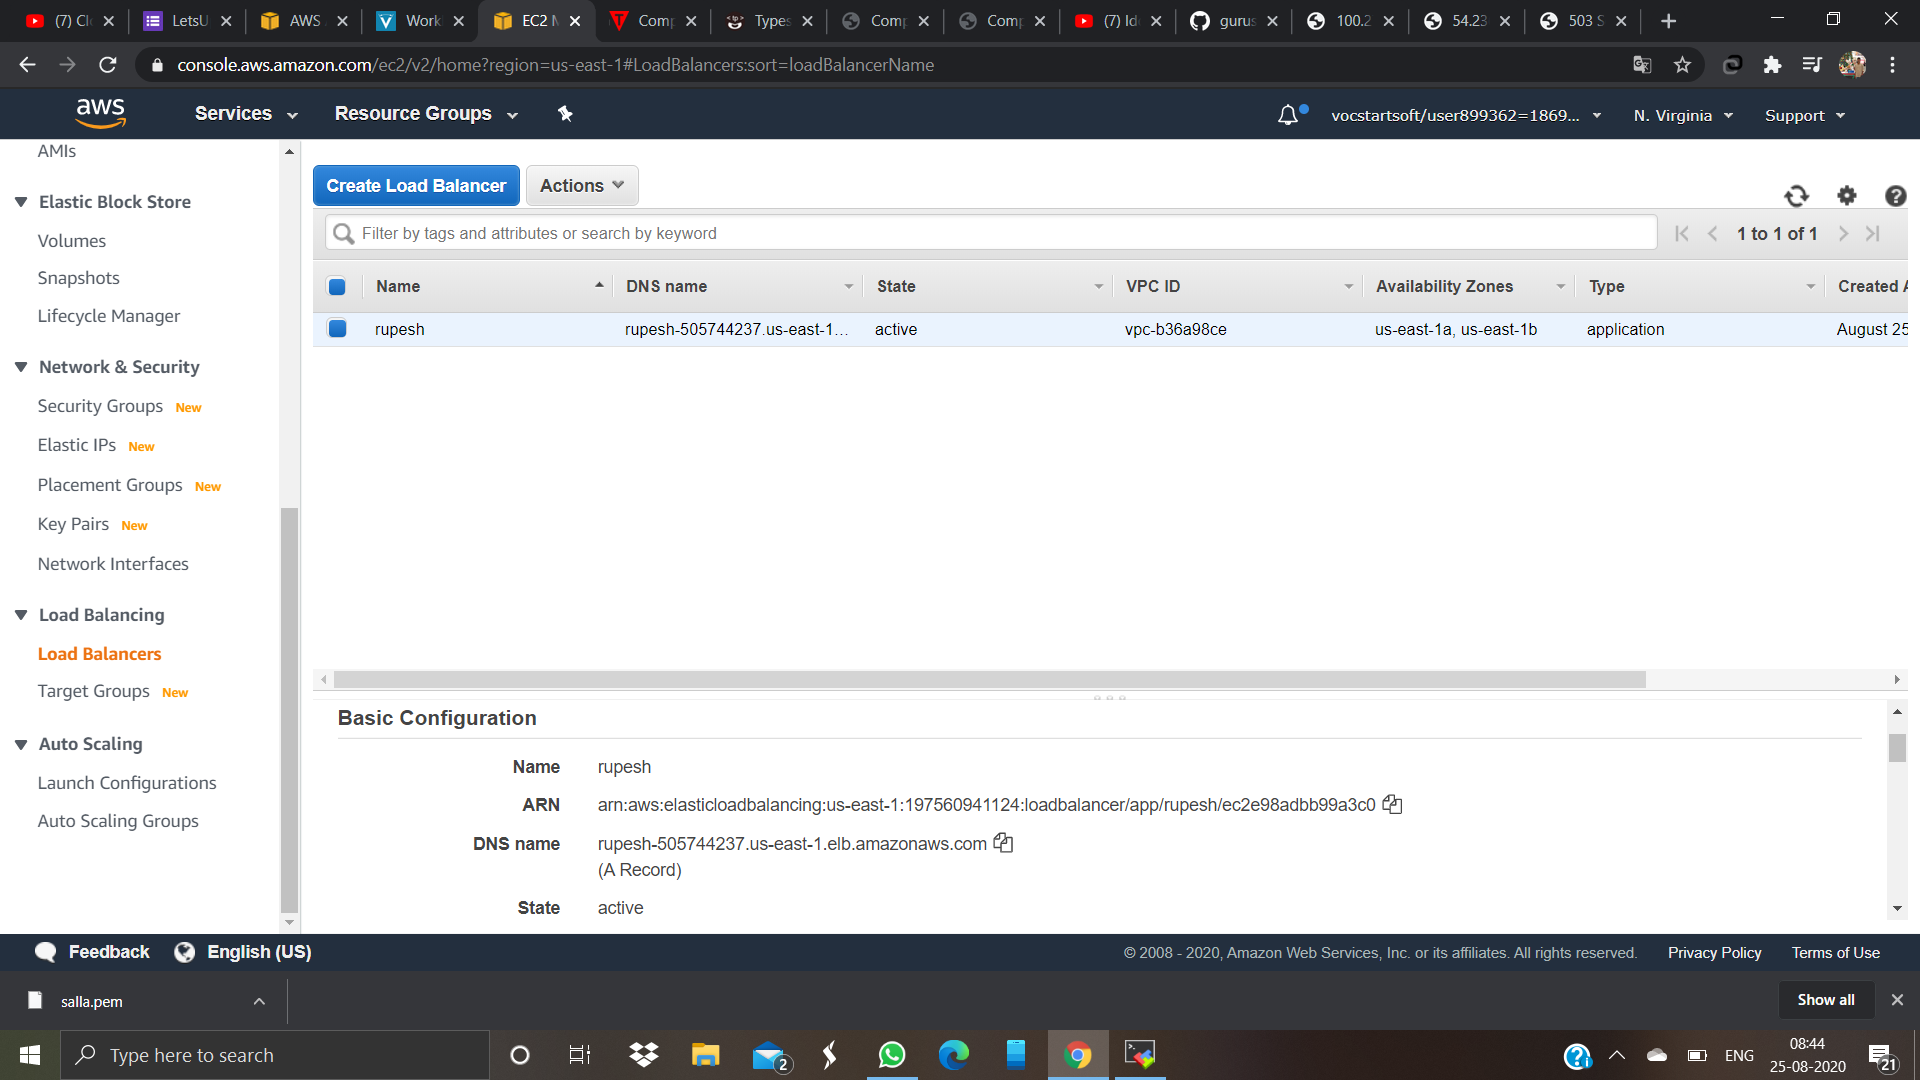 (7) Cl
LetsU
AWS
Work
EC2 M
Comp
Types
Comp
Comp
(7) Id
gurus
100.2
54.23
503 S
console.aws.amazon.com/ec2/v2/home?region=us-east-1#LoadBalancers:sort=loadBalancerName
aws
Services
Resource Groups
vocstartsoft/user899362=1869...
N. Virginia
Support
AMIs
Elastic Block Store
Volumes
Snapshots
Lifecycle Manager
Network & Security
Security Groups New
Elastic IPs New
Placement Groups New
Key Pairs New
Network Interfaces
Load Balancing
Load Balancers
Target Groups New
Auto Scaling
Launch Configurations
Auto Scaling Groups
Create Load Balancer
Actions
Filter by tags and attributes or search by keyword
1 to 1 of 1
Name DNS name State VPC ID Availability Zones Type Created A
rupesh rupesh-505744237.us-east-1... active vpc-b36a98ce us-east-1a, us-east-1b application August 25
Basic Configuration
Name rupesh
ARN arn:aws:elasticloadbalancing:us-east-1:197560941124:loadbalancer/app/rupesh/ec2e98adbb99a3c0
DNS name rupesh-505744237.us-east-1.elb.amazonaws.com
(A Record)
State active
Feedback
English (US)
© 2008 - 2020, Amazon Web Services, Inc. or its affiliates. All rights reserved.
Privacy Policy
Terms of Use
salla.pem
Show all
Type here to search
2
ENG
08:44
25-08-2020
21